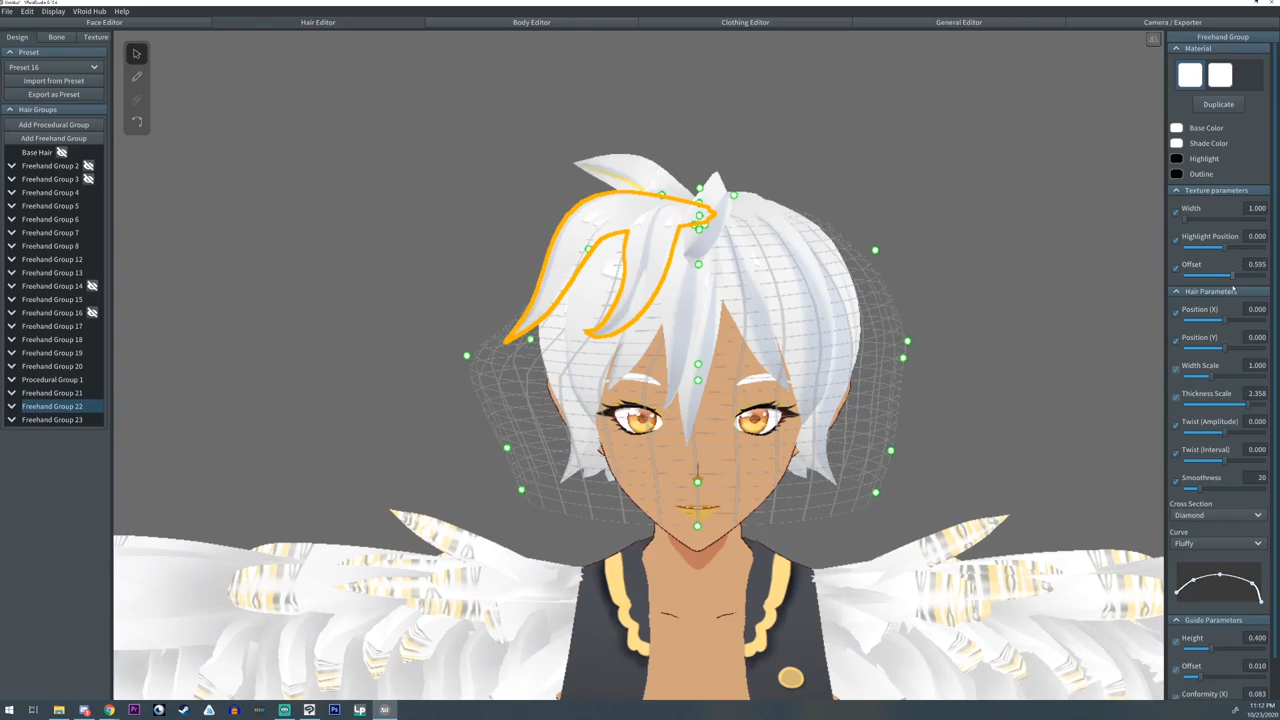 File Edit Display VRoid Hub Help
Face Editor Hair Editor Body Editor Clothing Editor General Editor Camera / Exporter
Design Bone Texture
Preset
Preset 16
Import from Preset
Export as Preset
Hair Groups
Add Procedural Group
Add Freehand Group
Base Hair
Freehand Group 2
Freehand Group 3
Freehand Group 4
Freehand Group 5
Freehand Group 6
Freehand Group 7
Freehand Group 8
Freehand Group 12
Freehand Group 13
Freehand Group 14
Freehand Group 15
Freehand Group 16
Freehand Group 17
Freehand Group 18
Freehand Group 19
Freehand Group 20
Procedural Group 1
Freehand Group 21
Freehand Group 22
Freehand Group 23
Freehand Group
Material
Duplicate
Base Color
Shade Color
Highlight
Outline
Texture parameters
Width 1.000
Highlight Position 0.000
Offset 0.595
Hair Parameters
Position (X) 0.000
Position (Y) 0.000
Width Scale 1.000
Thickness Scale 2.358
Twist (Amplitude) 0.000
Twist (Interval) 0.000
Smoothness 20
Cross Section
Diamond
Curve
Fluffy
Guide Parameters
Height 0.400
Offset 0.010
Conformity (X) 0.083
11:12 PM
10/23/2020